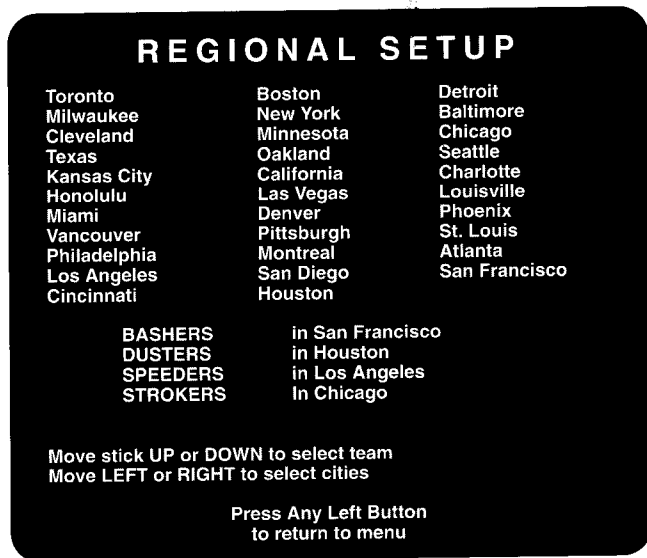 REGIONAL SETUP
Toronto Boston Detroit
Milwaukee New York Baltimore
Cleveland Minnesota Chicago
Texas Oakland Seattle
Kansas City California Charlotte
Honolulu Las Vegas Louisville
Miami Denver Phoenix
Vancouver Pittsburgh St. Louis
Philadelphia Montreal Atlanta
Los Angeles San Diego San Francisco
Cincinnati Houston
BASHERS in San Francisco
DUSTERS in Houston
SPEEDERS in Los Angeles
STROKERS In Chicago
Move stick UP or DOWN to select team
Move LEFT or RIGHT to select cities
Press Any Left Button
to return to menu